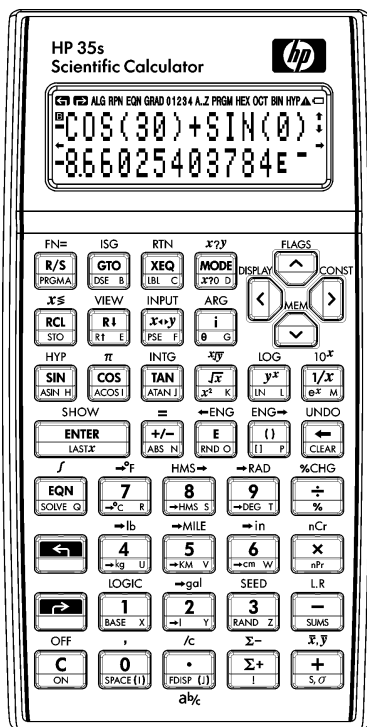 HP 35s
Scientific Calculator
hp
ALG RPN EQN GRAD 0 1 2 3 4 A..Z PRGM HEX OCT BIN HYP
B
-COS(30)+SIN(0)
-8.66025403784E-
FN= ISG RTN x?y FLAGS
R/S GTO XEQ MODE DISPLAY CONST
PRGM A DSE B LBL C x?0 D MEM
x≶ VIEW INPUT ARG
RCL R↓ x↔y i
STO R↑ E PSE F θ G
HYP π INTG x√y LOG 10ˣ
SIN COS TAN √x yˣ 1/x
ASIN H ACOS I ATAN J x² K LN L eˣ M
SHOW = ←ENG ENG→ UNDO
ENTER +/− E () ←
LASTx ABS N RND O [] P CLEAR
∫ →°F HMS→ →RAD %CHG
EQN 7 8 9 ÷
SOLVE Q →°C R →HMS S →DEG T %
→lb →MILE →in nCr
4 5 6 ×
→kg U →KM V →cm W nPr
LOGIC →gal SEED L.R
1 2 3 −
BASE X →l Y RAND Z SUMS
OFF , /c Σ− x̄,ȳ
C 0 · Σ+ +
ON SPACE (I) FDISP (J) ! S,σ
ab/c